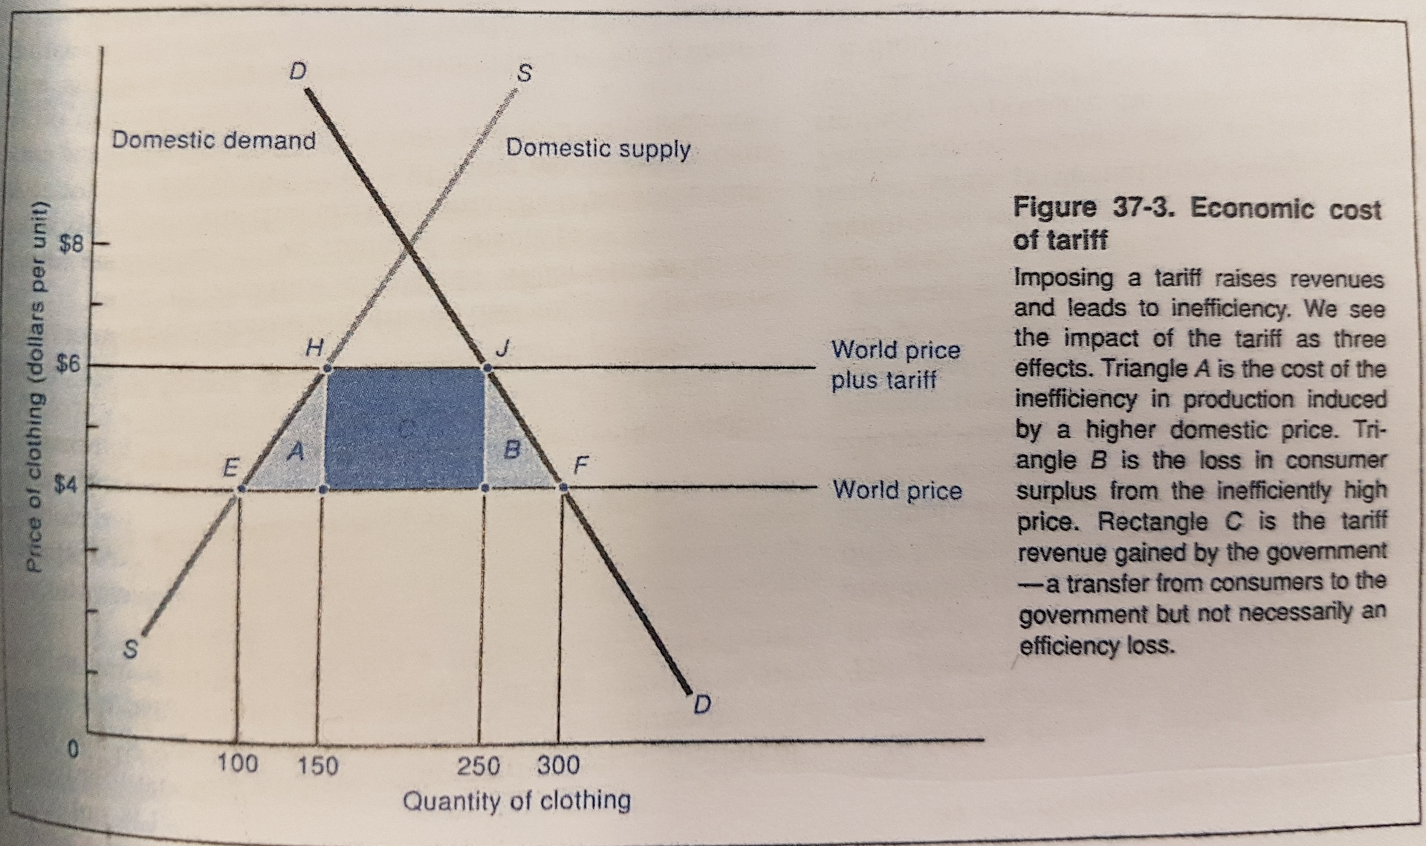 D
S
Domestic demand
Domestic supply
Price of clothing (dollars per unit)
$8
H
J
$6
World price
plus tariff
A
C
B
E
F
$4
World price
S
D
0
100 150 250 300
Quantity of clothing
Figure 37-3. Economic cost
of tariff
Imposing a tariff raises revenues
and leads to inefficiency. We see
the impact of the tariff as three
effects. Triangle A is the cost of the
inefficiency in production induced
by a higher domestic price. Tri-
angle B is the loss in consumer
surplus from the inefficiently high
price. Rectangle C is the tariff
revenue gained by the government
—a transfer from consumers to the
government but not necessarily an
efficiency loss.